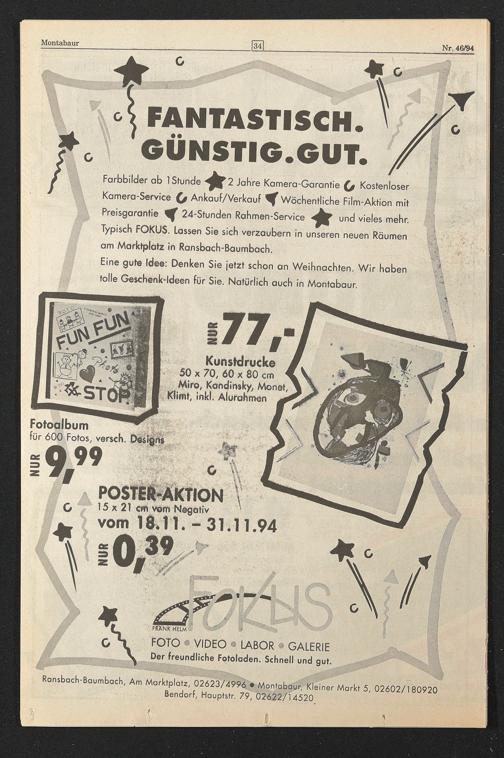 Montabaur
34
Nr. 46/94
FANTASTISCH.
GÜNSTIG.GUT.
Farbbilder ab 1Stunde 2 Jahre Kamera-Garantie Kostenloser
Kamera-Service Ankauf/Verkauf Wöchentliche Film-Aktion mit
Preisgarantie 24-Stunden Rahmen-Service und vieles mehr.
Typisch FOKUS. Lassen Sie sich verzaubern in unseren neuen Räumen
am Marktplatz in Ransbach-Baumbach.
Eine gute Idee: Denken Sie jetzt schon an Weihnachten. Wir haben
tolle Geschenk-Ideen für Sie. Natürlich auch in Montabaur.
FUN FUN
Photo
STOP
NUR 77,-
Kunstdrucke
50 x 70, 60 x 80 cm
Miro, Kandinsky, Monet,
Klimt, inkl. Alurahmen
Fotoalbum
für 600 Fotos, versch. Designs
NUR 9,99
POSTER-AKTION
15 x 21 cm vom Negativ
vom 18.11. – 31.11.94
NUR 0,39
FOKUS
FRANK HELM
FOTO • VIDEO • LABOR • GALERIE
Der freundliche Fotoladen. Schnell und gut.
Ransbach-Baumbach, Am Marktplatz, 02623/4996 • Montabaur, Kleiner Markt 5, 02602/180920
Bendorf, Hauptstr. 79, 02622/14520